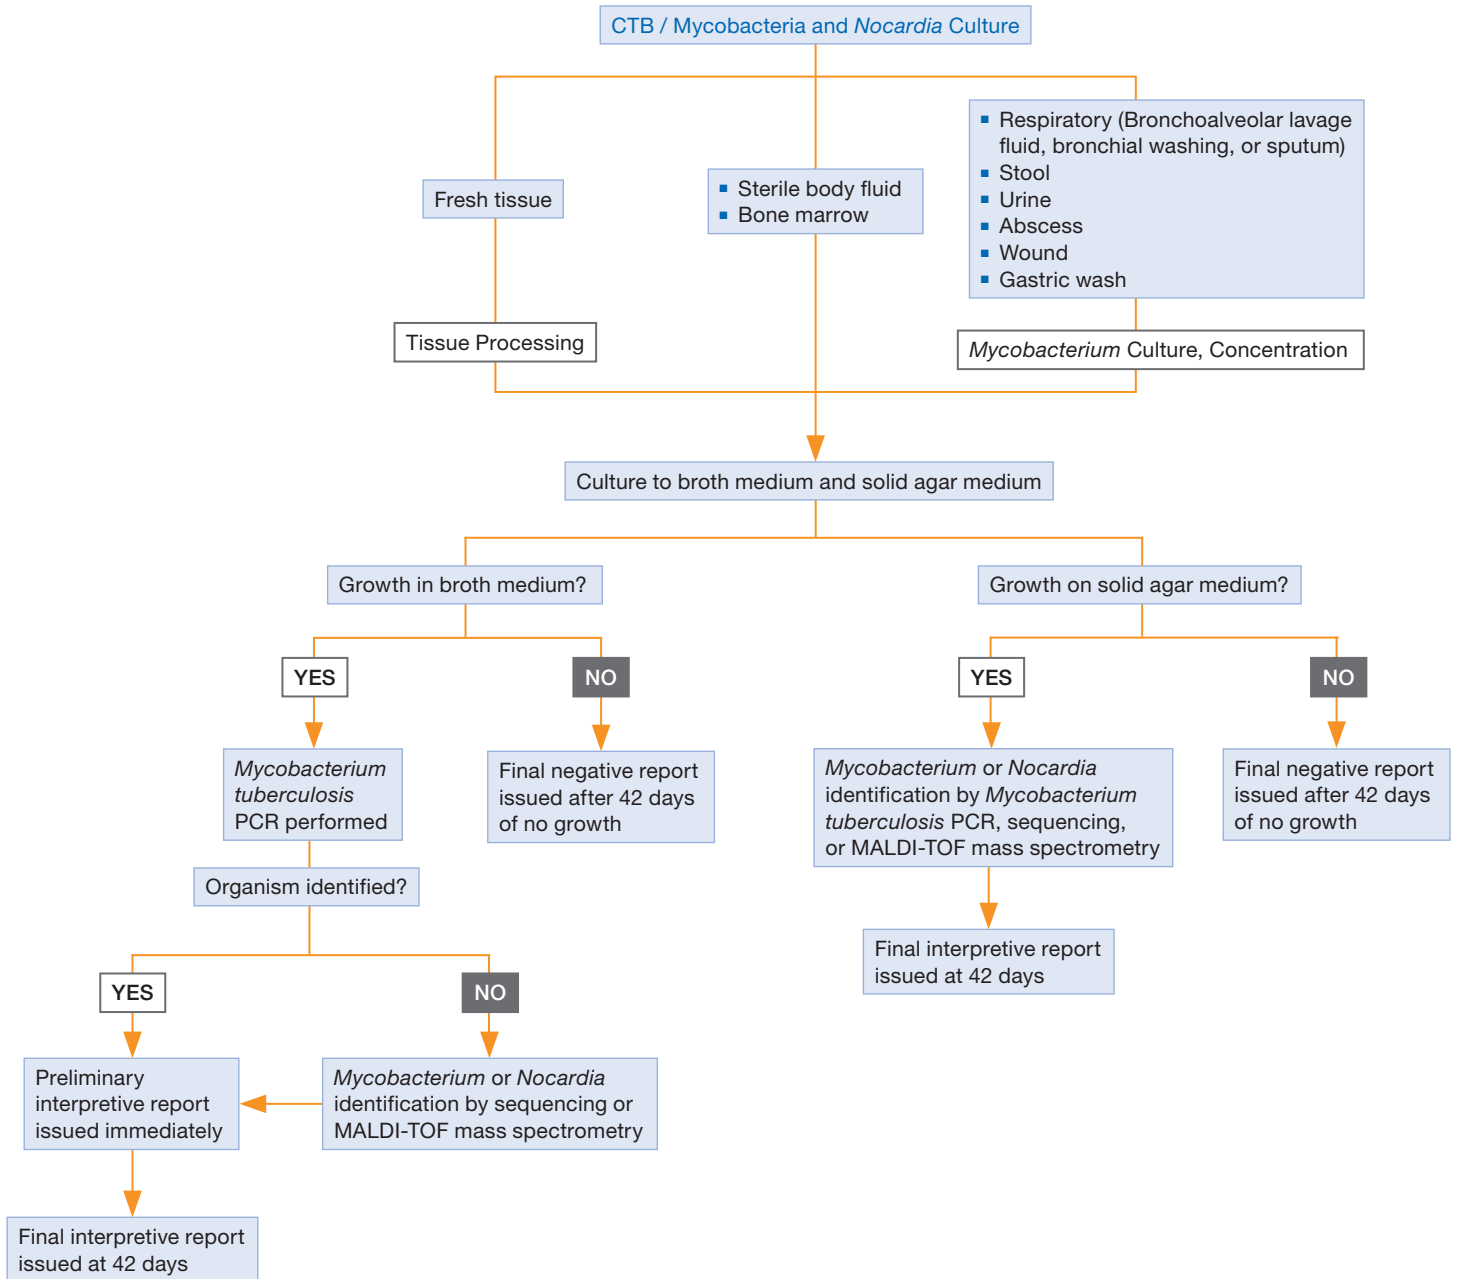 CTB / Mycobacteria and Nocardia Culture
Fresh tissue
▪ Sterile body fluid
▪ Bone marrow
▪ Respiratory (Bronchoalveolar lavage
fluid, bronchial washing, or sputum)
▪ Stool
▪ Urine
▪ Abscess
▪ Wound
▪ Gastric wash
Tissue Processing
Mycobacterium Culture, Concentration
Culture to broth medium and solid agar medium
Growth in broth medium?
Growth on solid agar medium?
YES
NO
YES
NO
Mycobacterium
tuberculosis
PCR performed
Final negative report
issued after 42 days
of no growth
Mycobacterium or Nocardia
identification by Mycobacterium
tuberculosis PCR, sequencing,
or MALDI-TOF mass spectrometry
Final negative report
issued after 42 days
of no growth
Organism identified?
Final interpretive report
issued at 42 days
YES
NO
Preliminary
interpretive report
issued immediately
Mycobacterium or Nocardia
identification by sequencing or
MALDI-TOF mass spectrometry
Final interpretive report
issued at 42 days